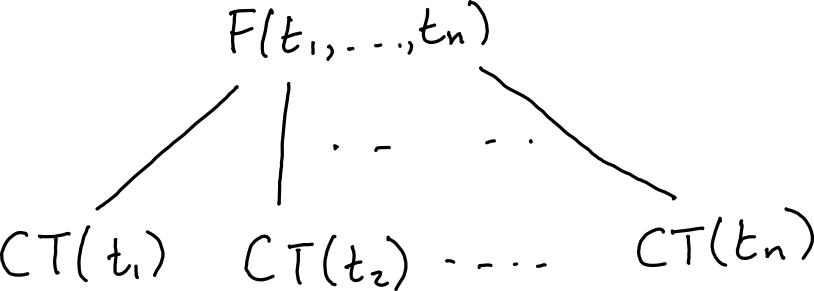 F(t₁,....,tₙ)
CT(t₁) CT(t₂) ----- CT(tₙ)